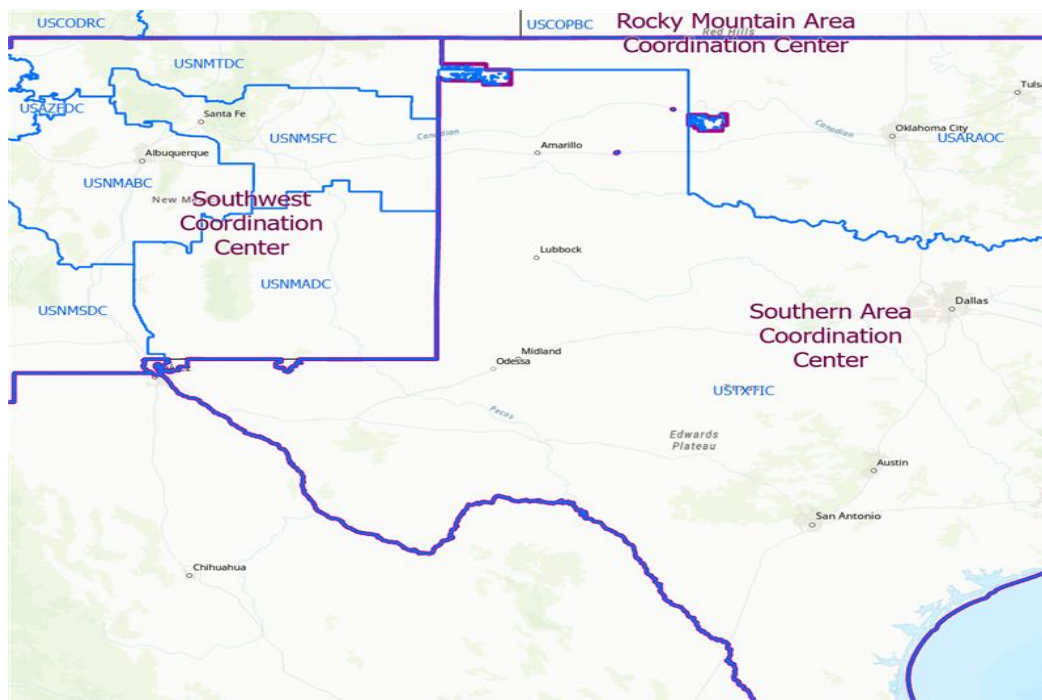 USCODRC
USCOPBC
Rocky Mountain Area
Coordination Center
Red Hills
USNMTDC
Tulsa
USAZFDC
Santa Fe
USNMSFC
Canadian
Amarillo
Canadian
Oklahoma City
USARAOC
Albuquerque
USNMABC
New Mexico
Southwest
Coordination
Center
Lubbock
USNMSDC
USNMADC
Dallas
Southern Area
Coordination
Center
Midland
Odessa
USTXTIC
Pecos
Edwards
Plateau
Austin
San Antonio
Chihuahua